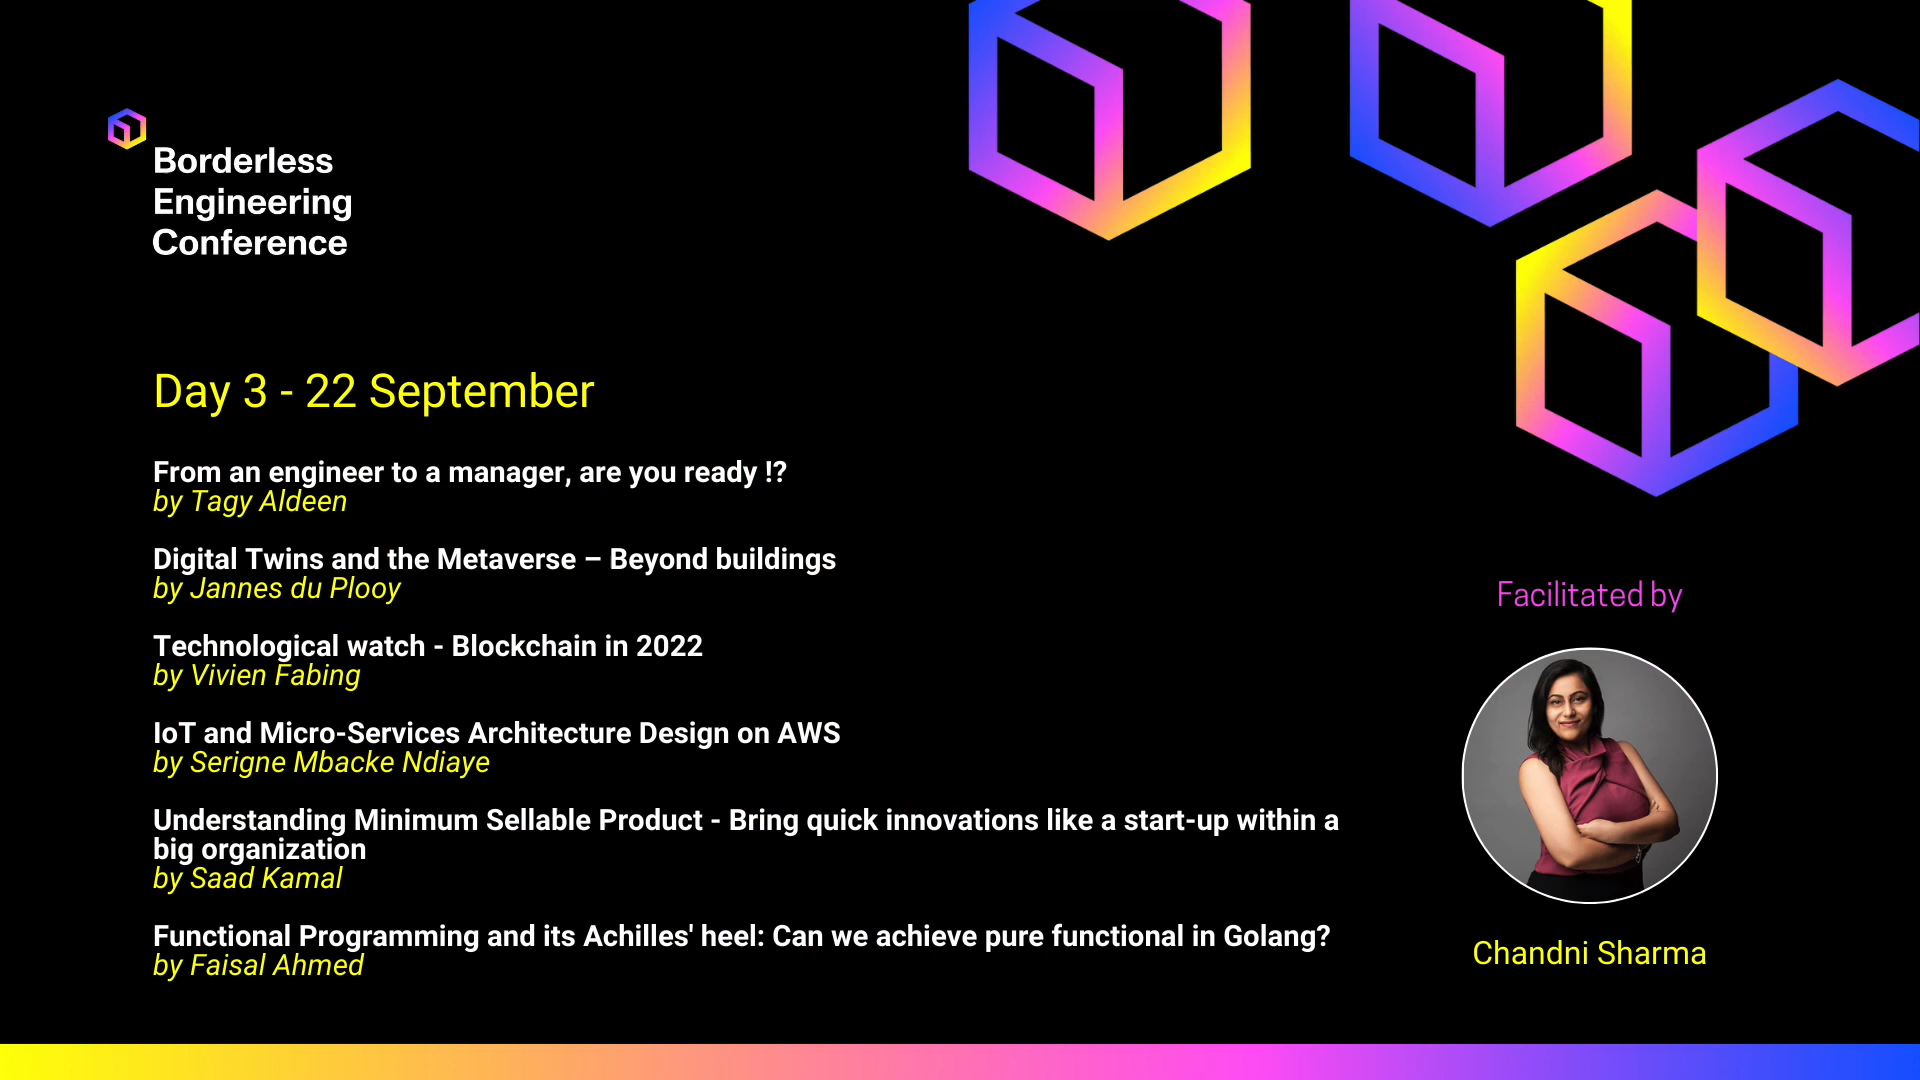 Borderless
Engineering
Conference
Day 3 - 22 September
From an engineer to a manager, are you ready !?
by Tagy Aldeen
Digital Twins and the Metaverse – Beyond buildings
by Jannes du Plooy
Technological watch - Blockchain in 2022
by Vivien Fabing
IoT and Micro-Services Architecture Design on AWS
by Serigne Mbacke Ndiaye
Understanding Minimum Sellable Product - Bring quick innovations like a start-up within a
big organization
by Saad Kamal
Functional Programming and its Achilles' heel: Can we achieve pure functional in Golang?
by Faisal Ahmed
Facilitated by
Chandni Sharma